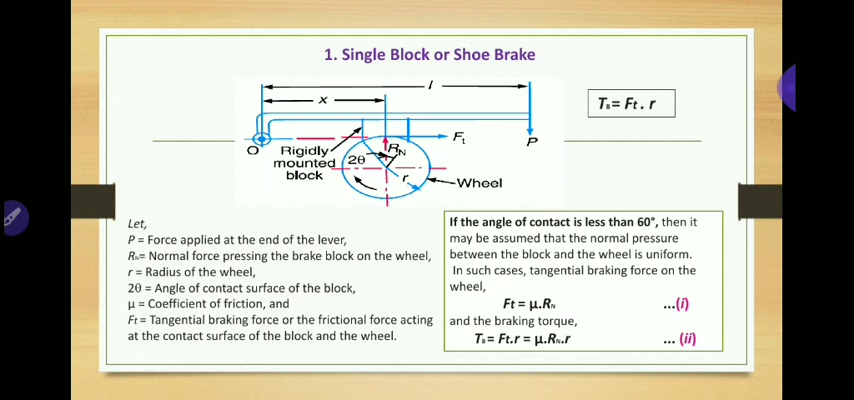 1. Single Block or Shoe Brake
l
x
TB = Ft . r
Ft
P
O
Rigidly
mounted
block
2θ
RN
r
Wheel
Let,
P = Force applied at the end of the lever,
RN= Normal force pressing the brake block on the wheel,
r = Radius of the wheel,
2θ = Angle of contact surface of the block,
μ = Coefficient of friction, and
Ft = Tangential braking force or the frictional force acting
at the contact surface of the block and the wheel.
If the angle of contact is less than 60°, then it
may be assumed that the normal pressure
between the block and the wheel is uniform.
In such cases, tangential braking force on the
wheel,
Ft = μ.RN ...(i)
and the braking torque,
TB = Ft.r = μ.RN.r ... (ii)